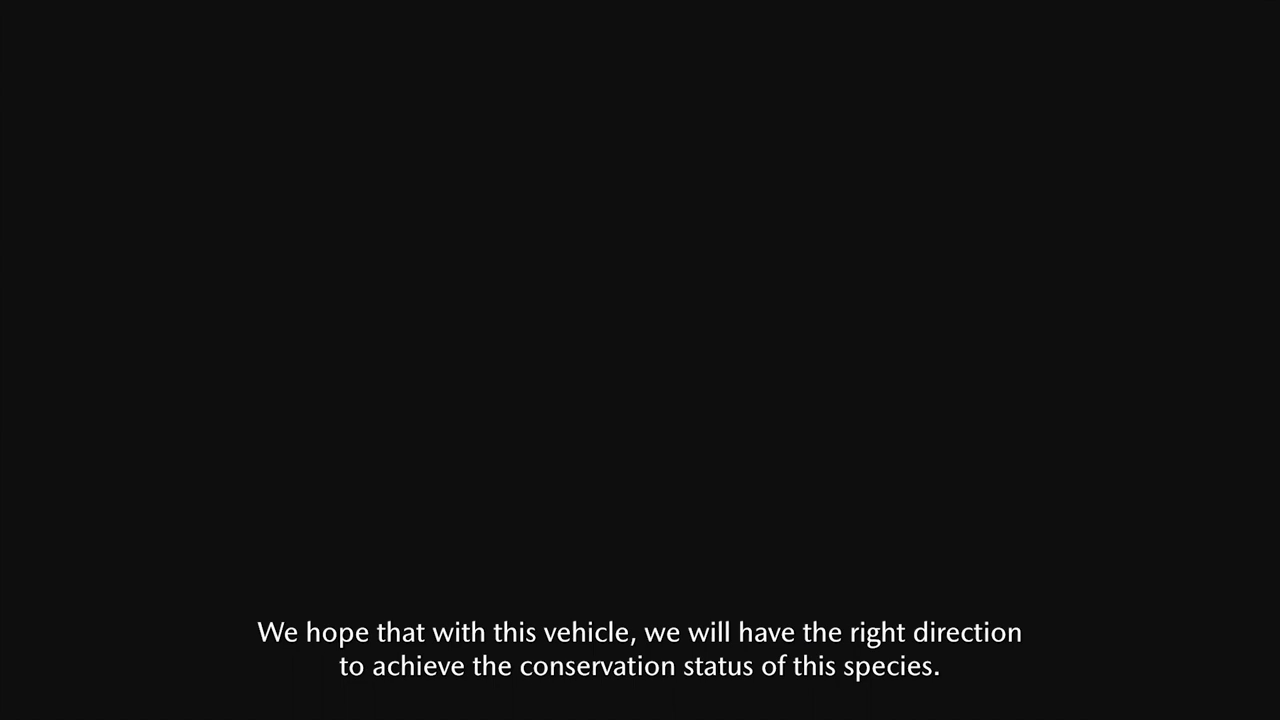 We hope that with this vehicle, we will have the right direction
to achieve the conservation status of this species.